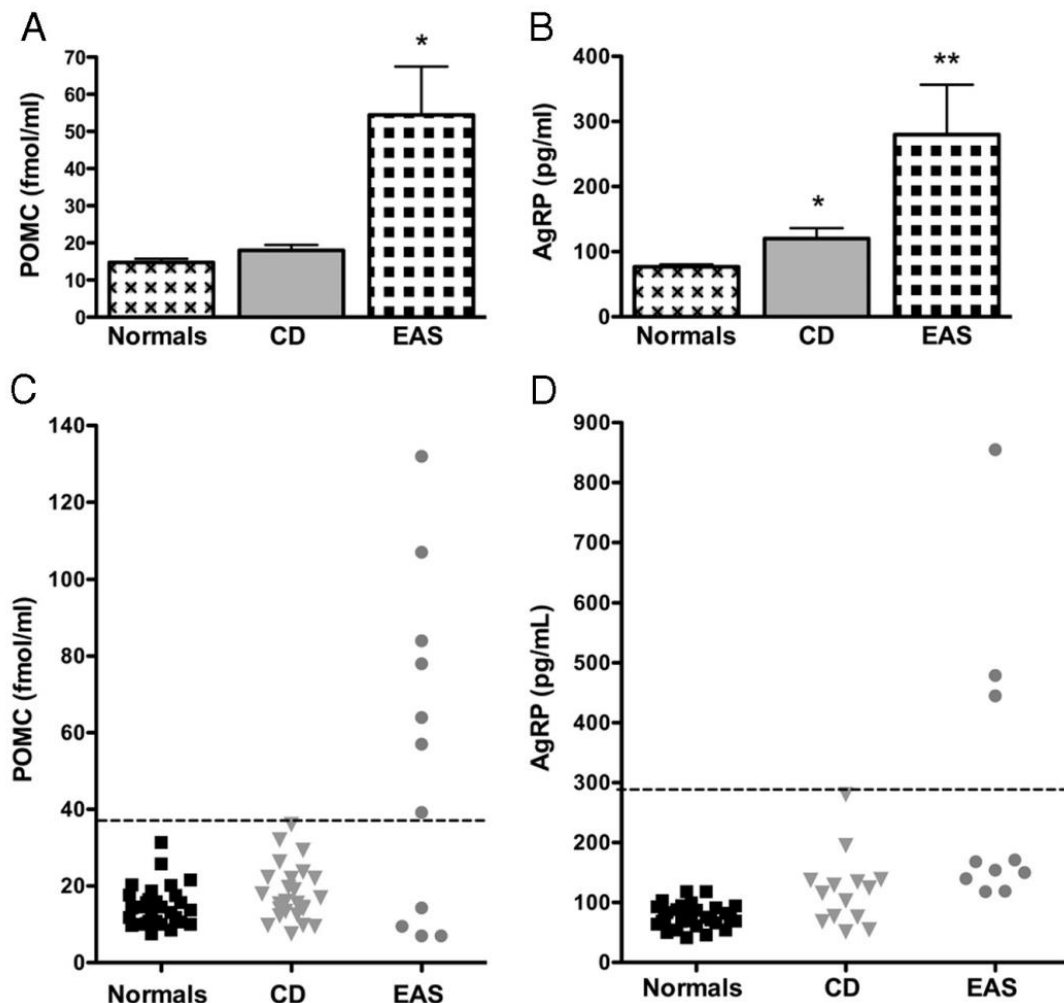 A
POMC (fmol/ml)
70
60
50
40
30
20
10
0
*
Normals CD EAS
B
AgRP (pg/ml)
400
300
200
100
0
*
**
Normals CD EAS
C
POMC (fmol/ml)
140
120
100
80
60
40
20
0
Normals CD EAS
D
AgRP (pg/mL)
900
800
700
600
500
400
300
200
100
0
Normals CD EAS